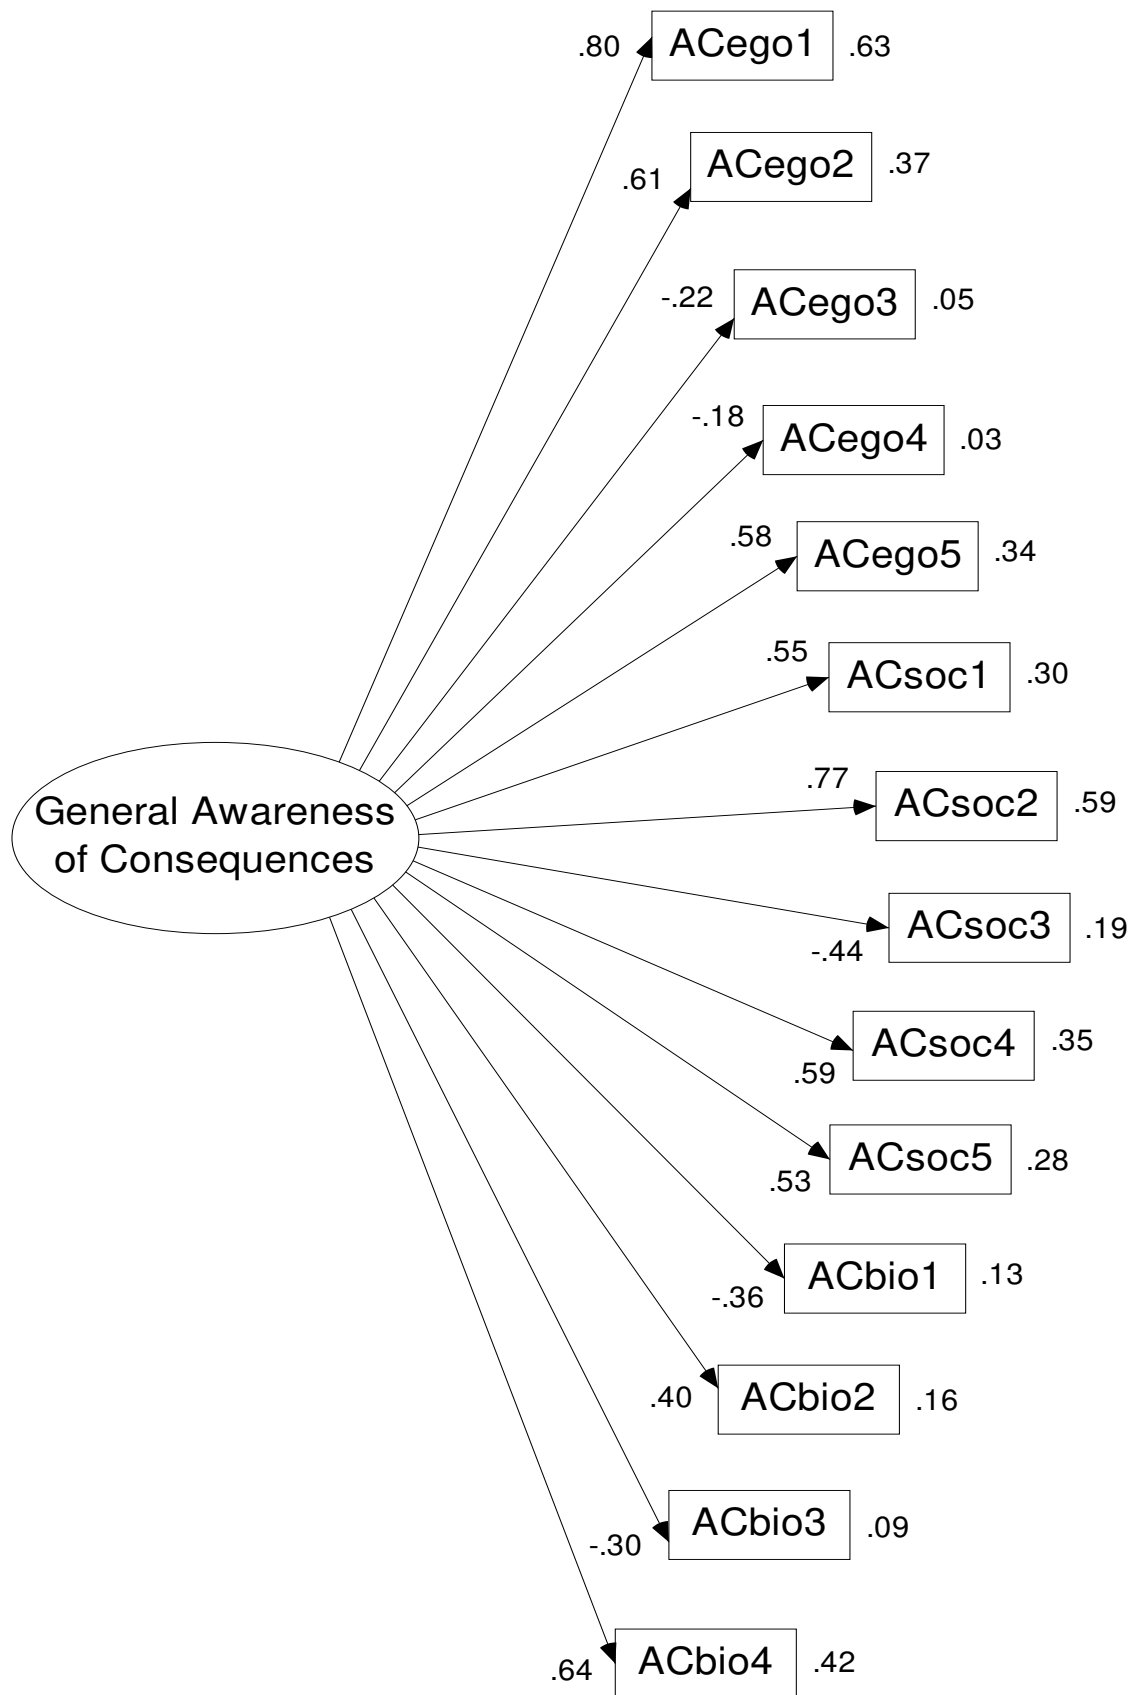 .80 ACego1 .63
.61 ACego2 .37
-.22 ACego3 .05
-.18 ACego4 .03
.58 ACego5 .34
.55 ACsoc1 .30
.77 ACsoc2 .59
General Awareness
of Consequences
-.44 ACsoc3 .19
.59 ACsoc4 .35
.53 ACsoc5 .28
-.36 ACbio1 .13
.40 ACbio2 .16
-.30 ACbio3 .09
.64 ACbio4 .42